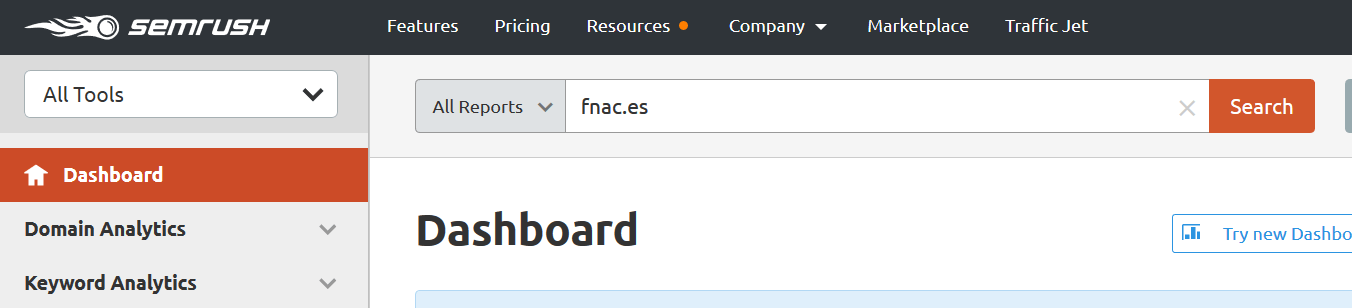 semrush Features Pricing Resources Company Marketplace Traffic Jet
All Tools
All Reports fnac.es Search
Dashboard
Domain Analytics
Keyword Analytics
Dashboard
Try new Dashbo